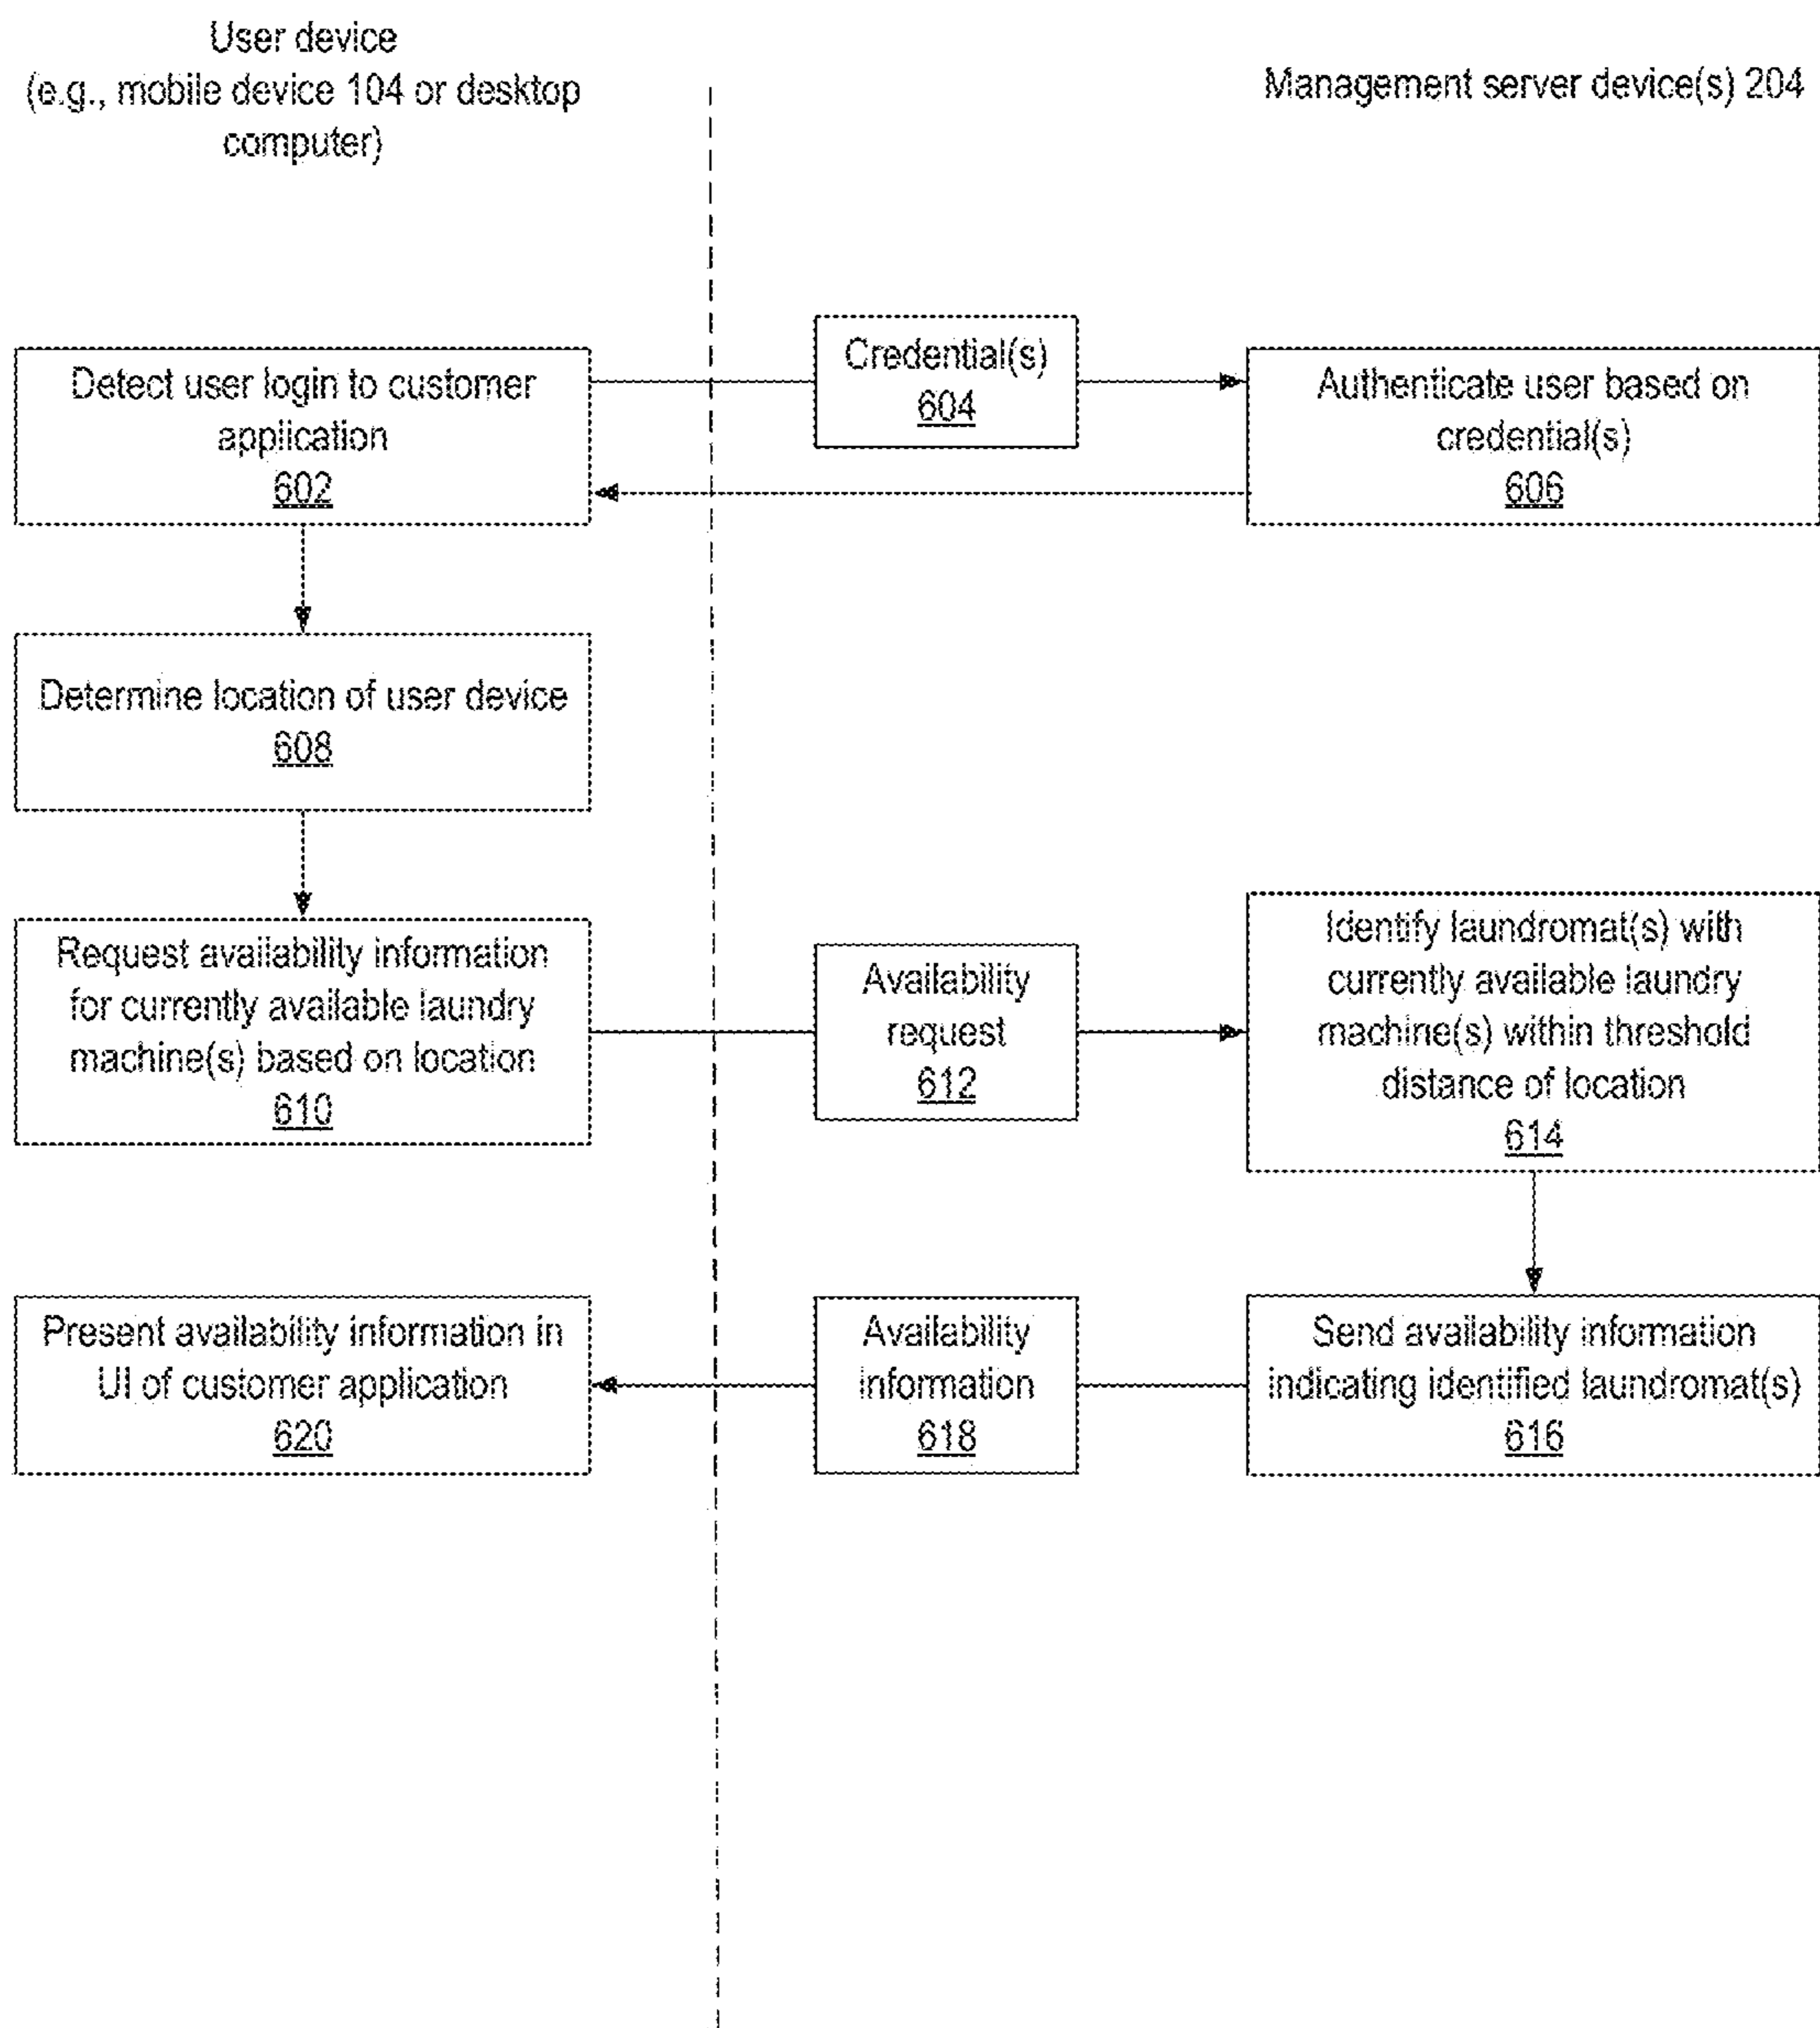 User device
(e.g., mobile device 104 or desktop
computer)
Management server device(s) 204
Detect user login to customer
application
602
Credential(s)
604
Authenticate user based on
credential(s)
606
Determine location of user device
608
Request availability information
for currently available laundry
machine(s) based on location
610
Availability
request
612
Identify laundromat(s) with
currently available laundry
machine(s) within threshold
distance of location
614
Present availability information in
UI of customer application
620
Availability
information
618
Send availability information
indicating identified laundromat(s)
616